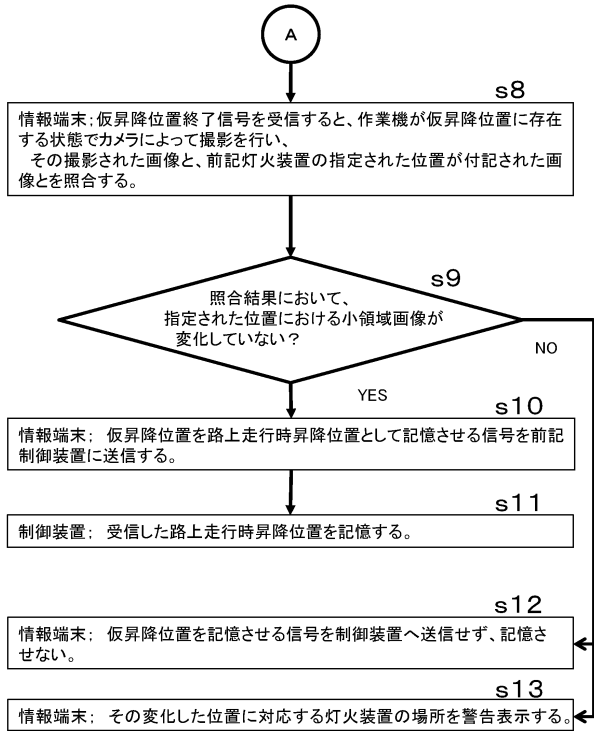 A
s8
情報端末;仮昇降位置終了信号を受信すると、作業機が仮昇降位置に存在
する状態でカメラによって撮影を行い、
その撮影された画像と、前記灯火装置の指定された位置が付記された画
像とを照合する。
s9
照合結果において、
指定された位置における小領域画像が
変化していない?
NO
YES
s10
情報端末; 仮昇降位置を路上走行時昇降位置として記憶させる信号を前記
制御装置に送信する。
s11
制御装置; 受信した路上走行時昇降位置を記憶する。
s12
情報端末; 仮昇降位置を記憶させる信号を制御装置へ送信せず、記憶さ
せない。
s13
情報端末; その変化した位置に対応する灯火装置の場所を警告表示する。